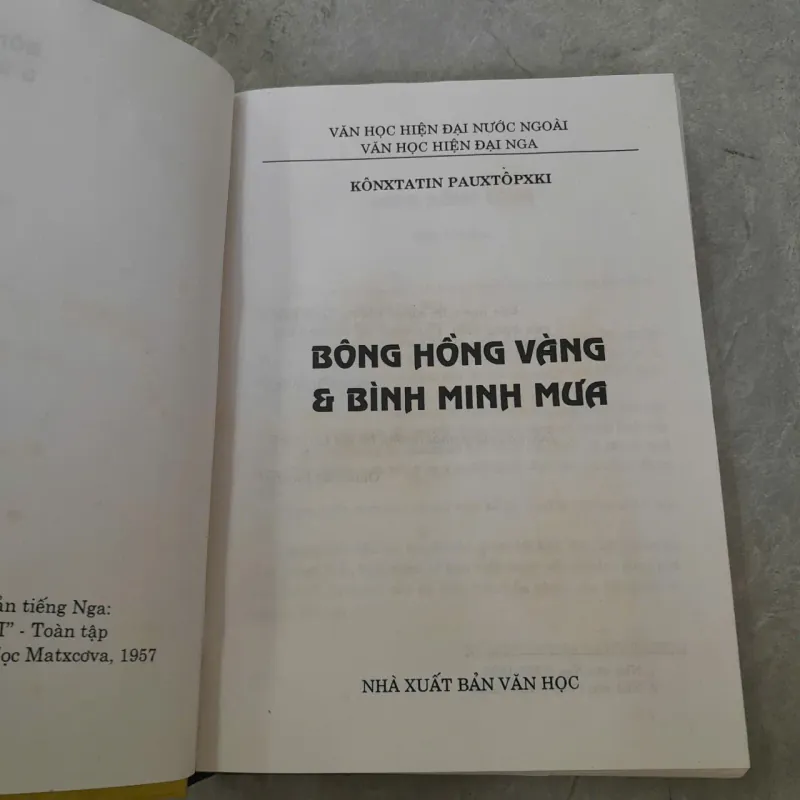 ản tiếng Nga:
I” - Toàn tập
ọc Matxcơva, 1957
VĂN HỌC HIỆN ĐẠI NƯỚC NGOÀI
VĂN HỌC HIỆN ĐẠI NGA
KÔNXTATIN PAUXTÔPXKI
BÔNG HỒNG VÀNG
& BÌNH MINH MƯA
NHÀ XUẤT BẢN VĂN HỌC